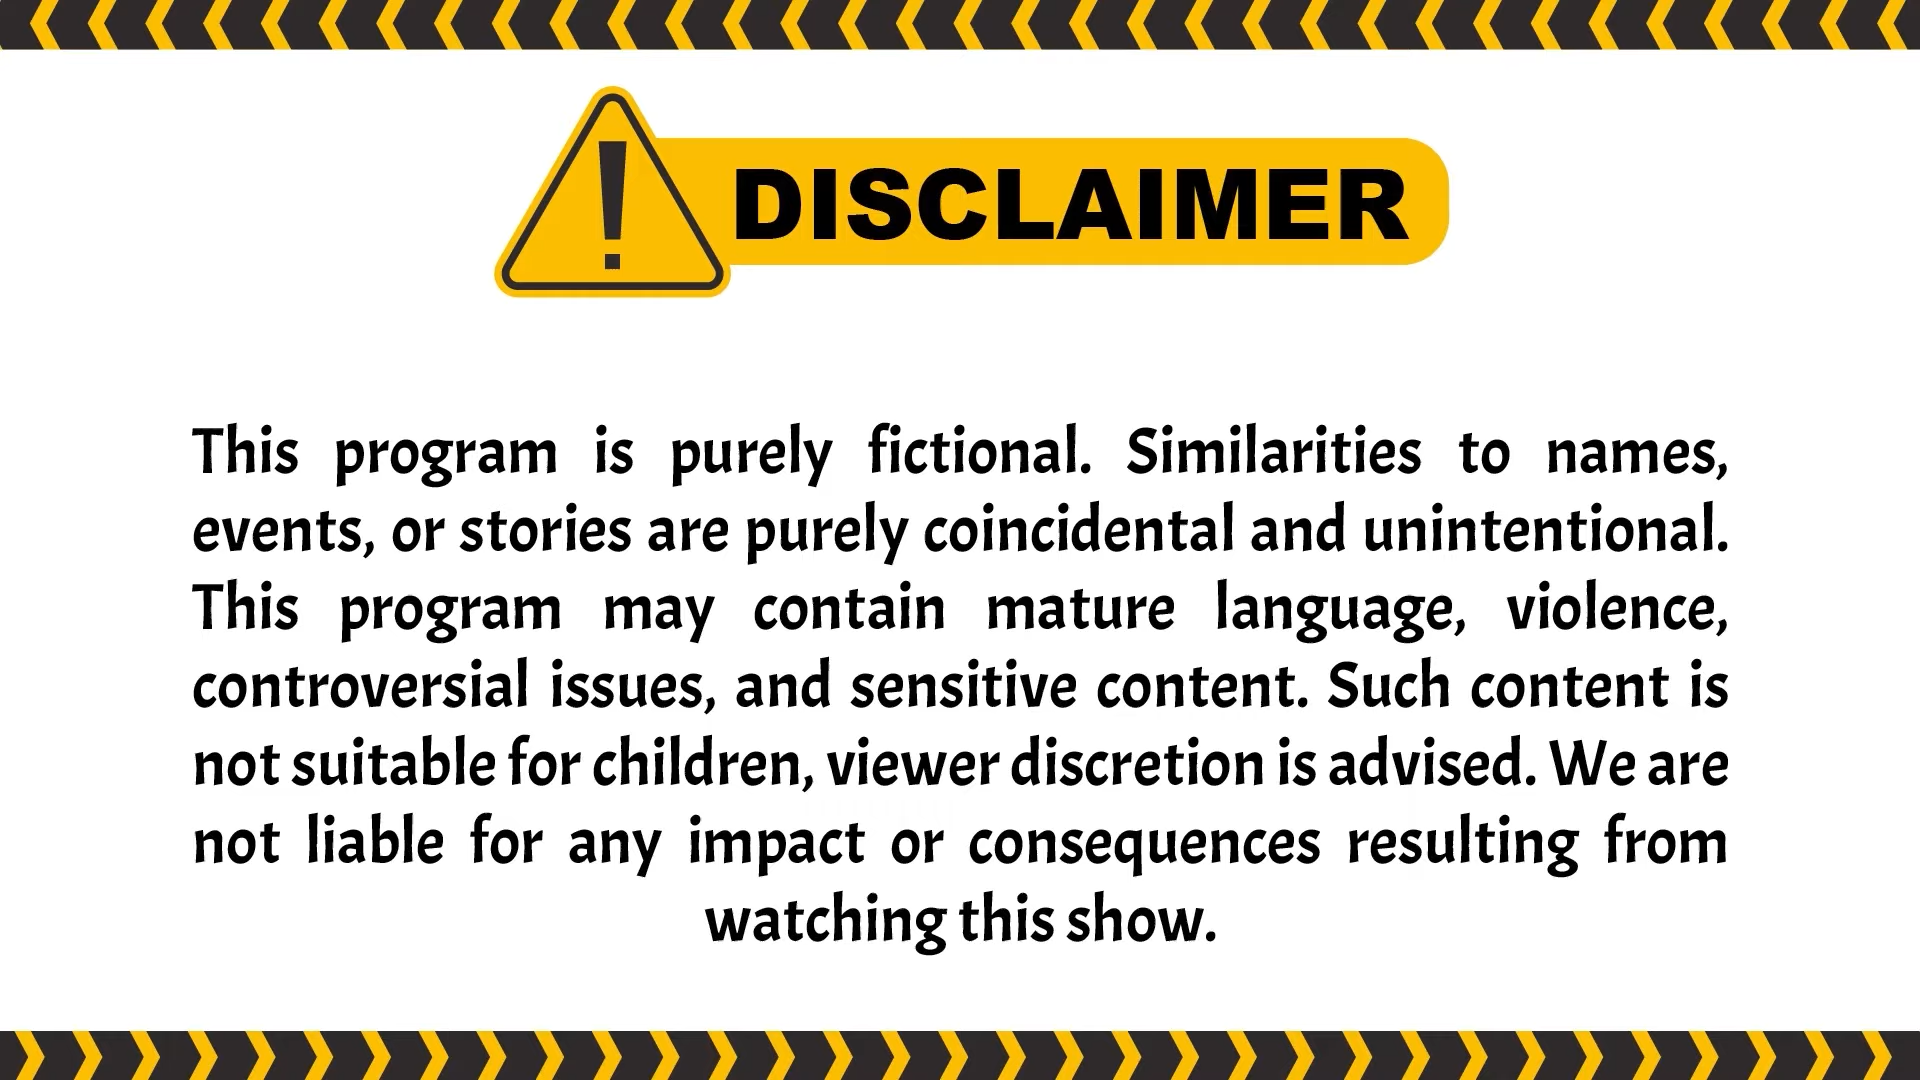 DISCLAIMER
This program is purely fictional. Similarities to names,
events, or stories are purely coincidental and unintentional.
This program may contain mature language, violence,
controversial issues, and sensitive content. Such content is
not suitable for children, viewer discretion is advised. We are
not liable for any impact or consequences resulting from
watching this show.